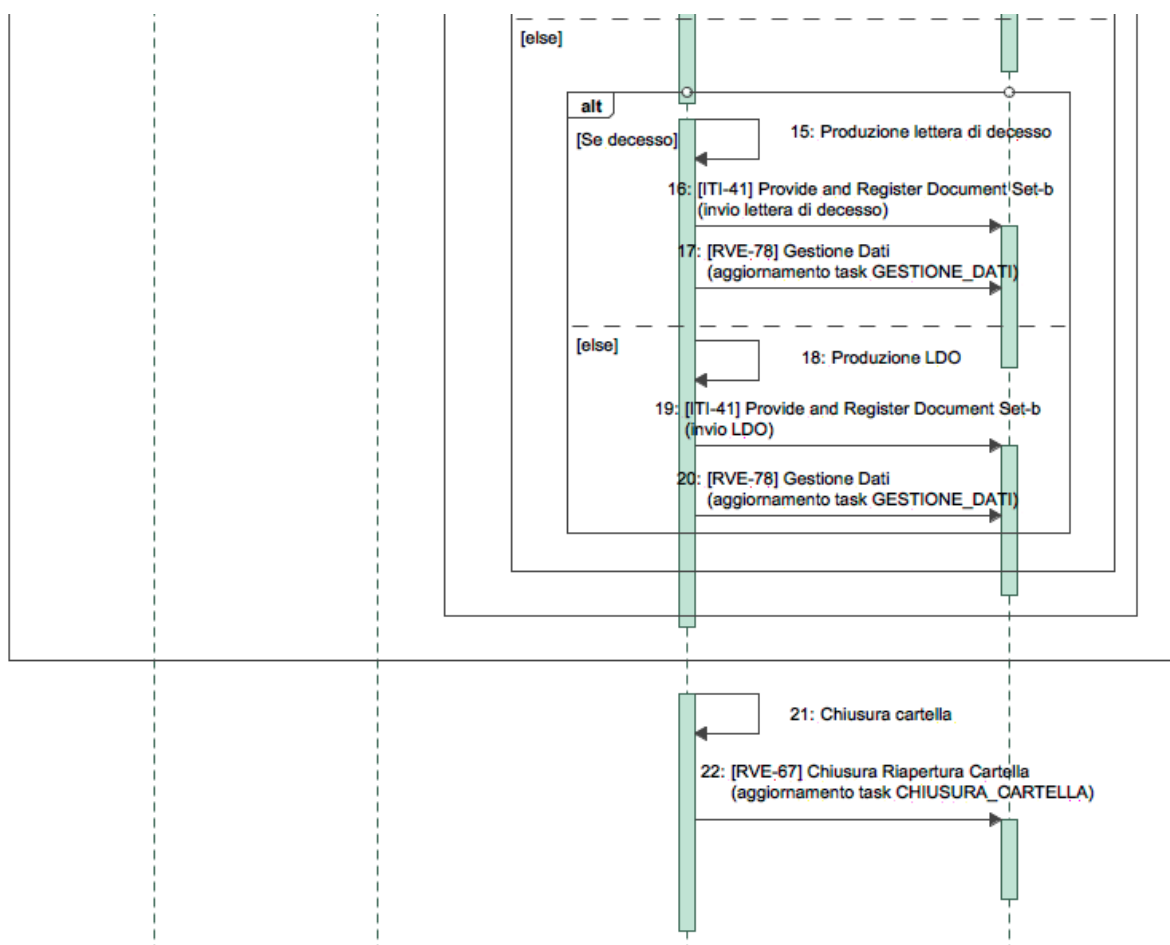 [else]
alt
[Se decesso]
15: Produzione lettera di decesso
16: [ITI-41] Provide and Register Document Set-b
(invio lettera di decesso)
17: [RVE-78] Gestione Dati
(aggiornamento task GESTIONE_DATI)
[else]
18: Produzione LDO
19: [ITI-41] Provide and Register Document Set-b
(invio LDO)
20: [RVE-78] Gestione Dati
(aggiornamento task GESTIONE_DATI)
21: Chiusura cartella
22: [RVE-67] Chiusura Riapertura Cartella
(aggiornamento task CHIUSURA_CARTELLA)